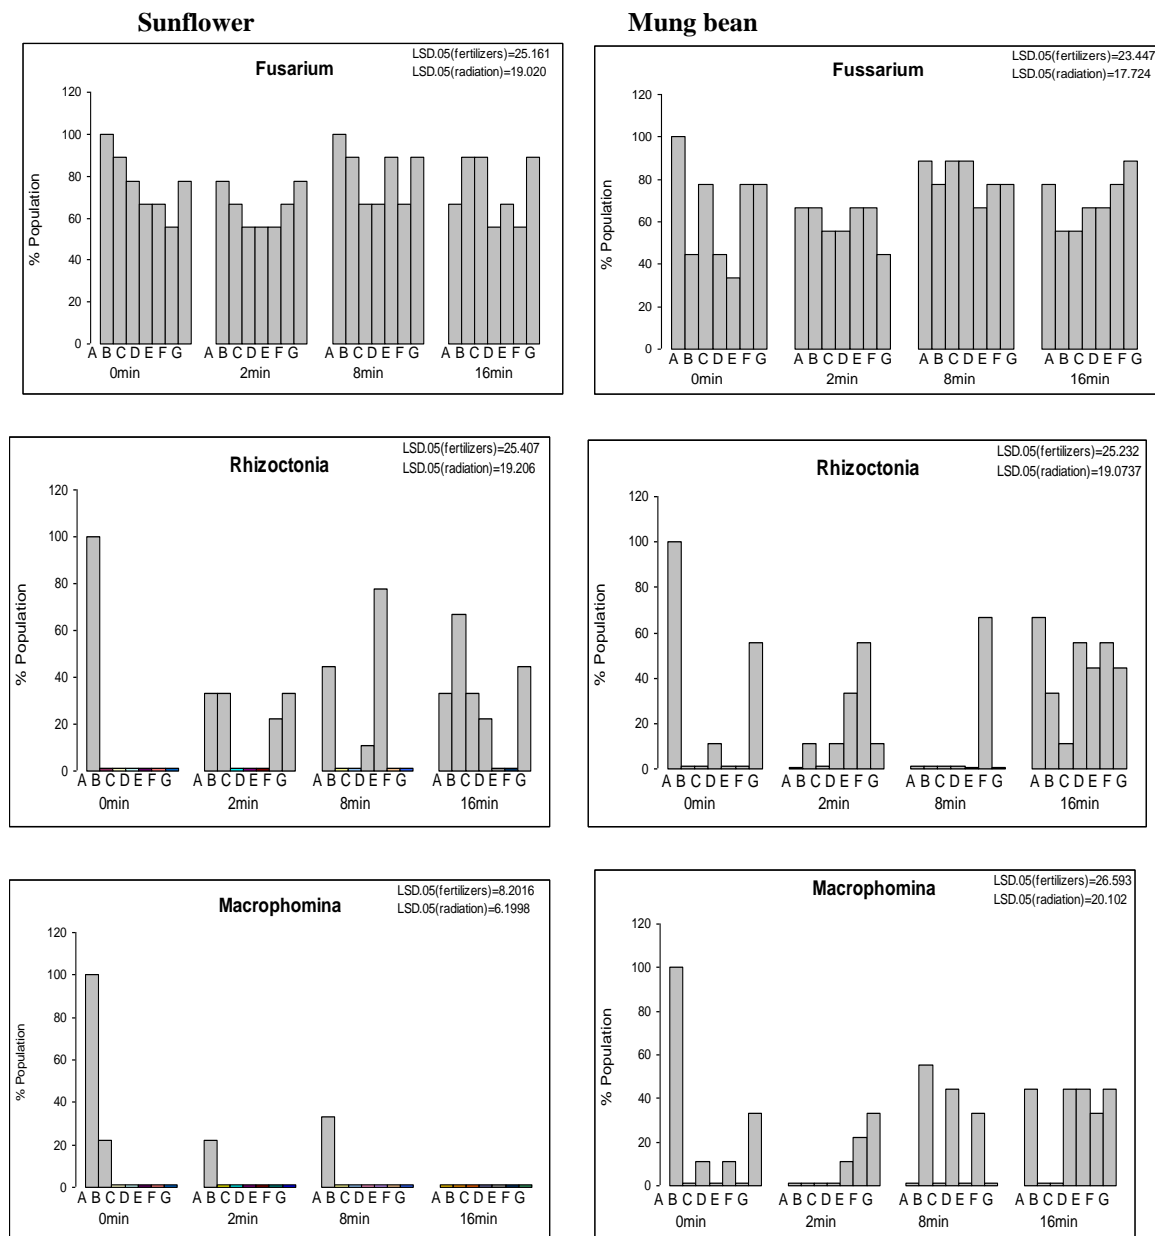 Sunflower
Mung bean
LSD.05(fertilizers)=25.161
LSD.05(radiation)=19.020
Fusarium
120
100
80
60
40
20
0
% Population
A B C D E F G A B C D E F G A B C D E F G A B C D E F G
0min 2min 8min 16min
LSD.05(fertilizers)=23.447
LSD.05(radiation)=17.724
Fussarium
120
100
80
60
40
20
0
% Population
A B C D E F G A B C D E F G A B C D E F G A B C D E F G
0min 2min 8min 16min
LSD.05(fertilizers)=25.407
LSD.05(radiation)=19.206
Rhizoctonia
120
100
80
60
40
20
0
% Population
A B C D E F G A B C D E F G A B C D E F G A B C D E F G
0min 2min 8min 16min
LSD.05(fertilizers)=25.232
LSD.05(radiation)=19.0737
Rhizoctonia
120
100
80
60
40
20
0
% Population
A B C D E F G A B C D E F G A B C D E F G A B C D E F G
0min 2min 8min 16min
LSD.05(fertilizers)=8.2016
LSD.05(radiation)=6.1998
Macrophomina
120
100
80
60
40
20
0
% Population
A B C D E F G A B C D E F G A B C D E F G A B C D E F G
0min 2min 8min 16min
LSD.05(fertilizers)=26.593
LSD.05(radiation)=20.102
Macrophomina
120
100
80
60
40
20
0
% Population
A B C D E F G A B C D E F G A B C D E F G A B C D E F G
0min 2min 8min 16min